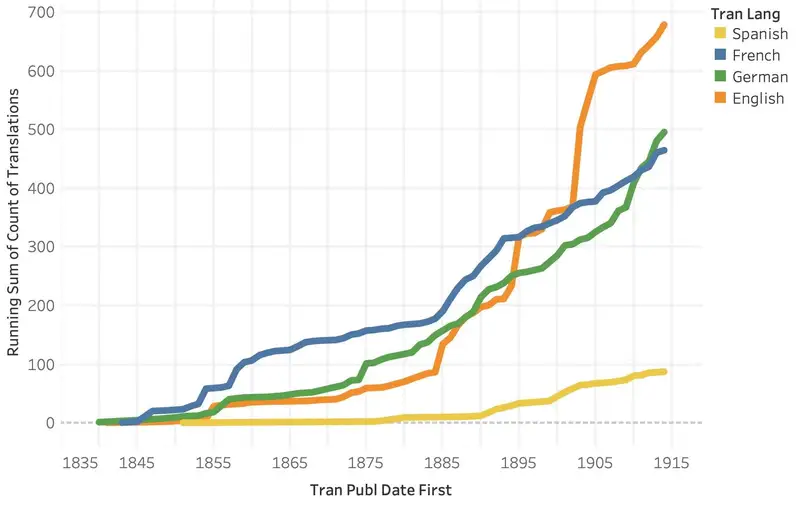 700
600
500
400
300
200
100
0
Running Sum of Count of Translations
1835 1845 1855 1865 1875 1885 1895 1905 1915
Tran Publ Date First
Tran Lang
Spanish
French
German
English